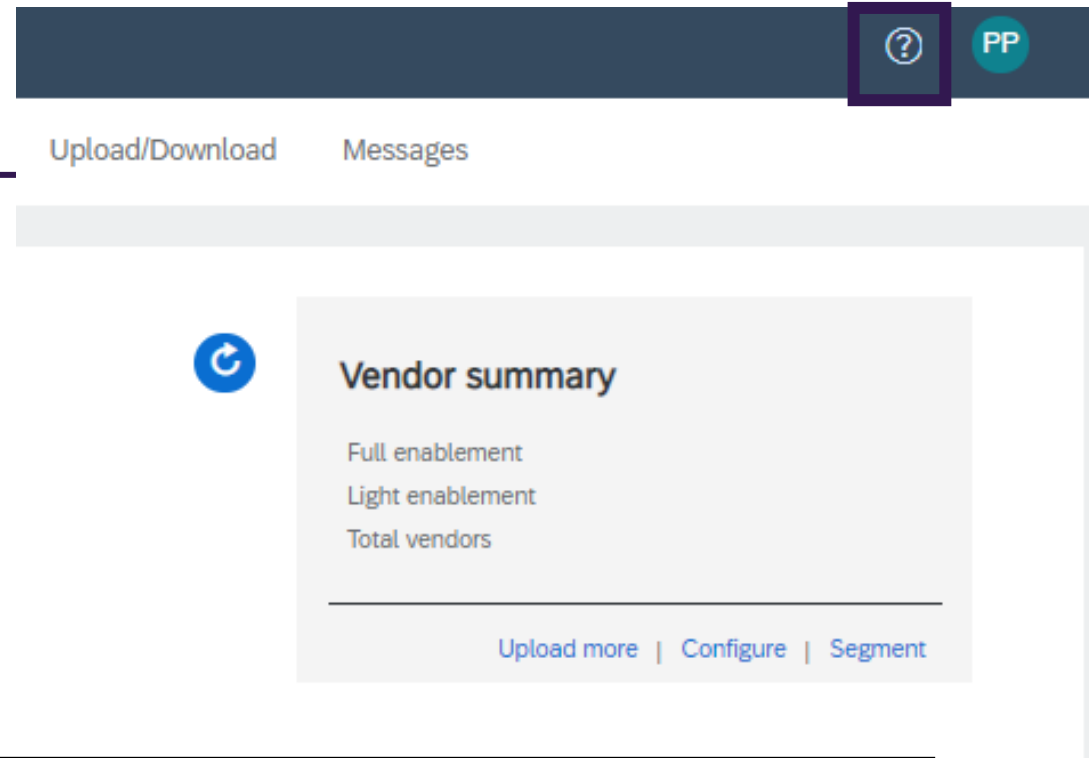 ?
PP
Upload/Download Messages
Vendor summary
Full enablement
Light enablement
Total vendors
Upload more | Configure | Segment